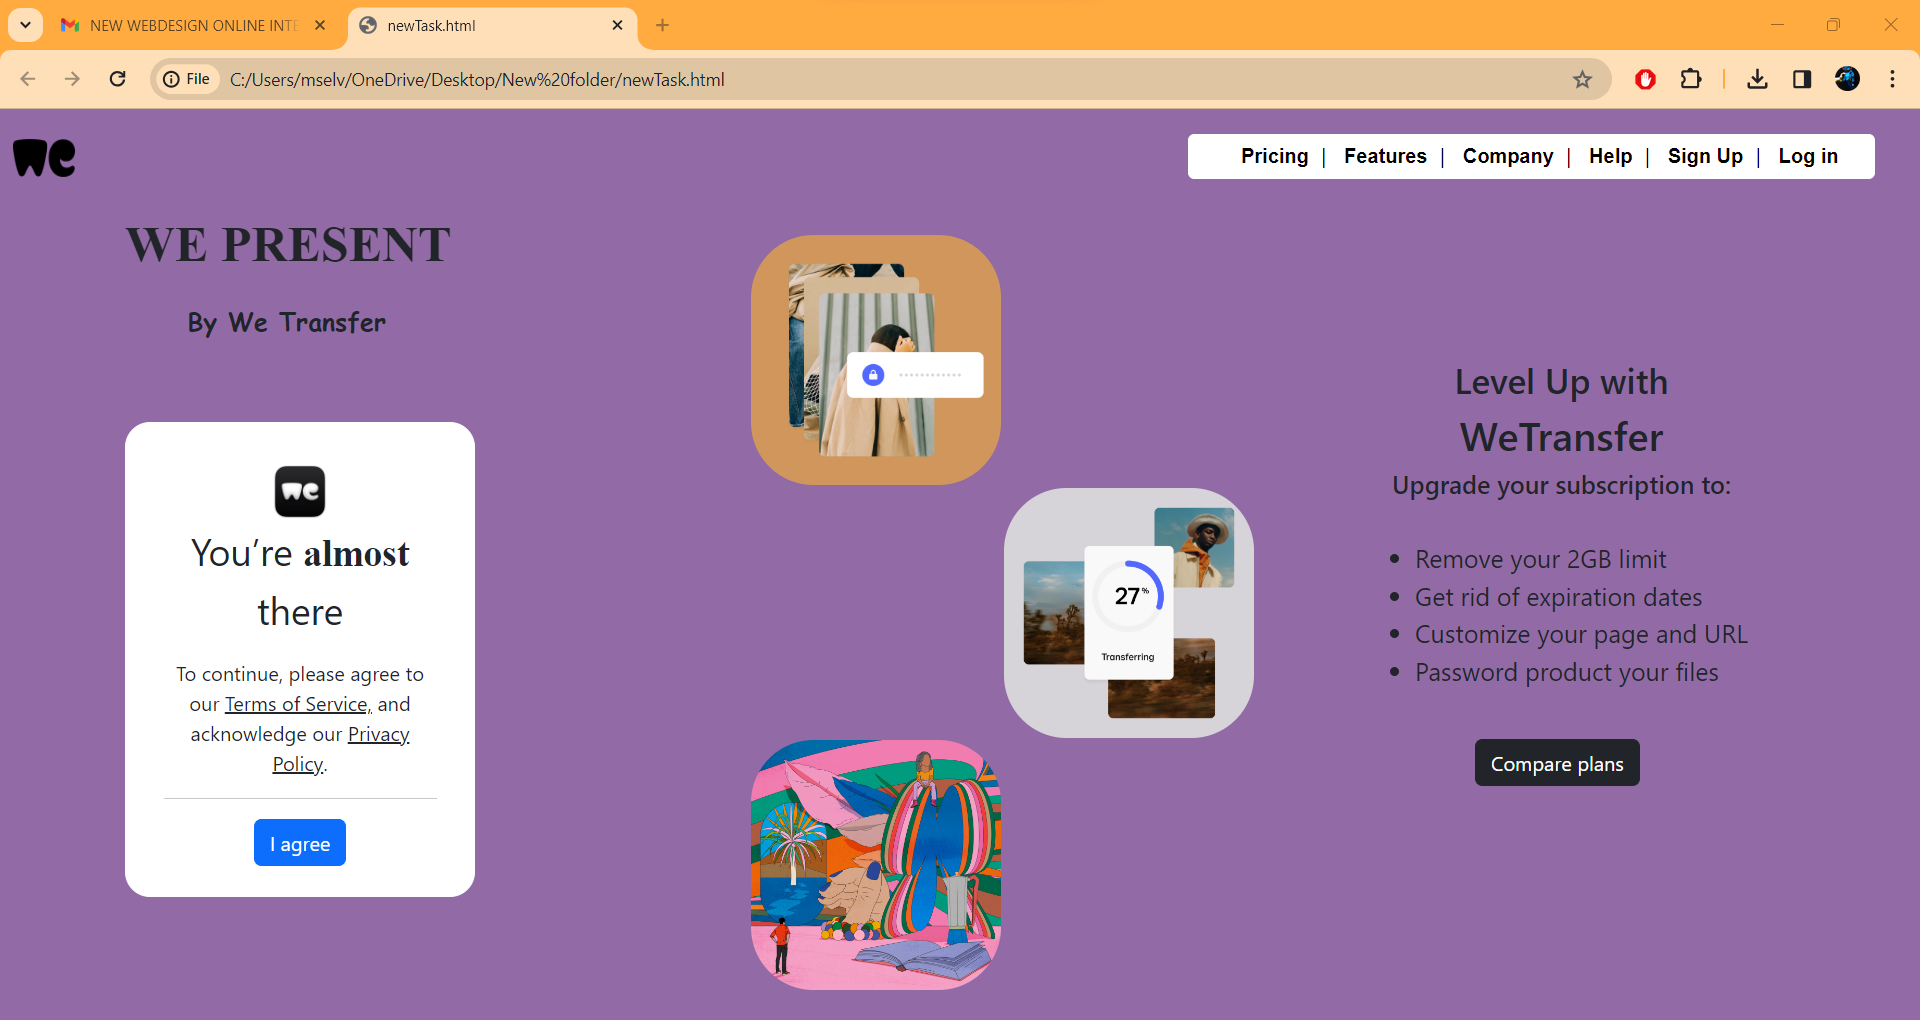 NEW WEBDESIGN ONLINE INTE
newTask.html
File
C:/Users/mselv/OneDrive/Desktop/New%20folder/newTask.html
we
Pricing | Features | Company | Help | Sign Up | Log in
WE PRESENT
By We Transfer
we
You’re almost
there
To continue, please agree to
our Terms of Service, and
acknowledge our Privacy
Policy.
I agree
27%
Transferring
Level Up with
WeTransfer
Upgrade your subscription to:
• Remove your 2GB limit
• Get rid of expiration dates
• Customize your page and URL
• Password product your files
Compare plans